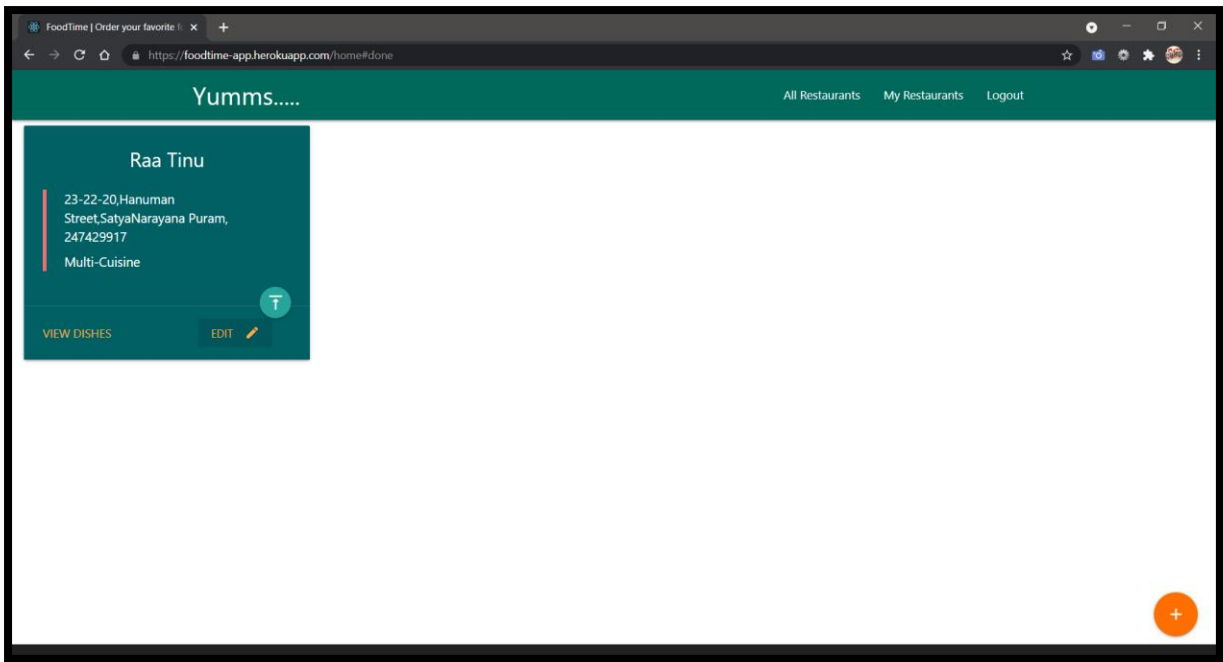 FoodTime | Order your favorite
https://foodtime-app.herokuapp.com/home#done
Yumms.....
All Restaurants My Restaurants Logout
Raa Tinu
23-22-20,Hanuman
Street,SatyaNarayana Puram,
247429917
Multi-Cuisine
VIEW DISHES EDIT